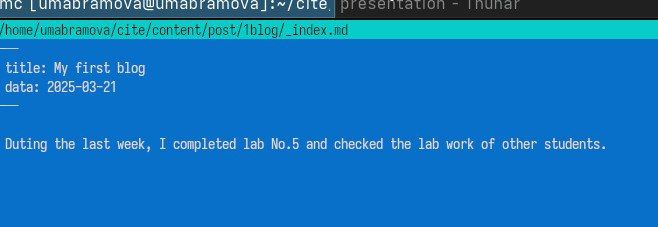 mc [umabramova@umabramova]:~/cite/ presentation - Thunar
/home/umabramova/cite/content/post/1blog/_index.md
---
title: My first blog
data: 2025-03-21
---
Duting the last week, I completed lab No.5 and checked the lab work of other students.